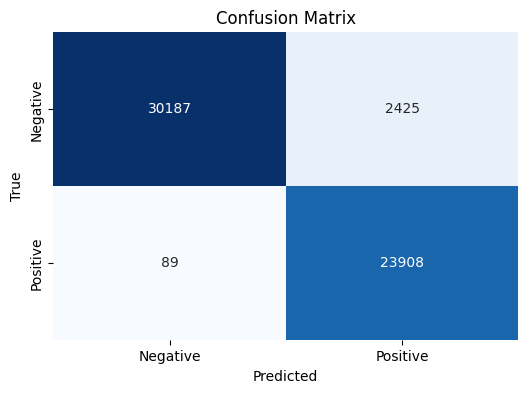 Confusion Matrix
True
Negative
30187 2425
Positive
89 23908
Negative Positive
Predicted